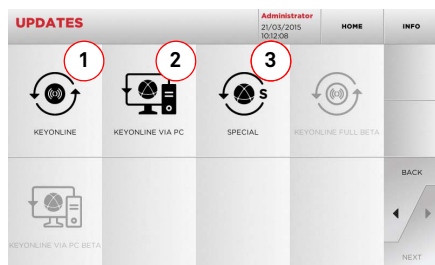 UPDATES
Administrator
21/03/2015
10:12:08
HOME
INFO
1
2
3
S
KEYONLINE
KEYONLINE VIA PC
SPECIAL
KEYONLINE FULL BETA
BACK
KEYONLINE VIA PC BETA
NEXT